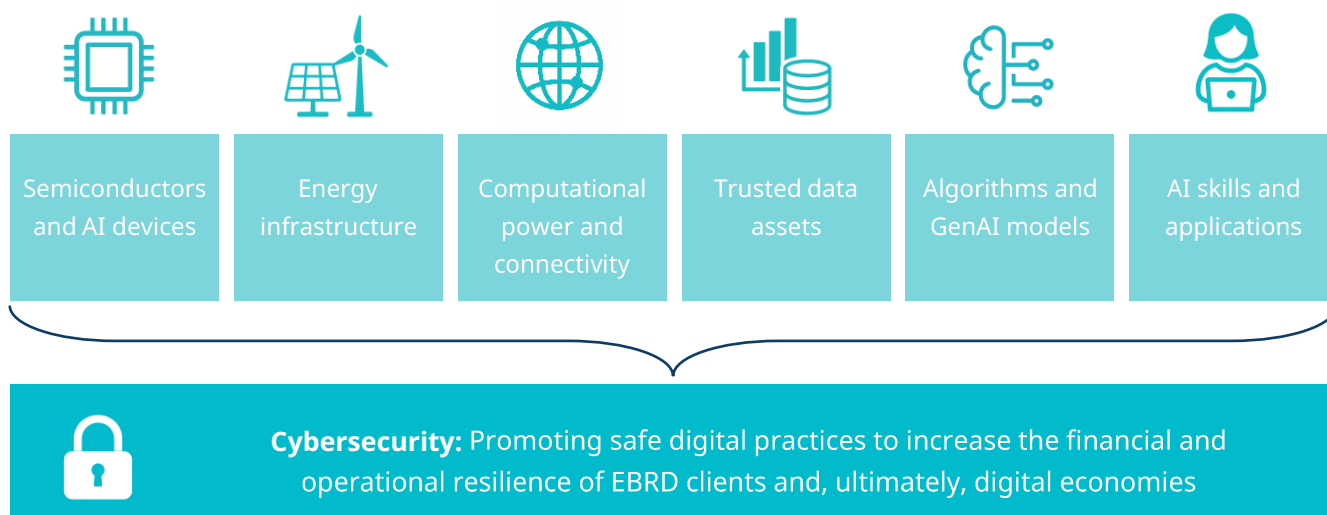 Semiconductors
and AI devices
Energy
infrastructure
Computational
power and
connectivity
Trusted data
assets
Algorithms and
GenAI models
AI skills and
applications
Cybersecurity: Promoting safe digital practices to increase the financial and
operational resilience of EBRD clients and, ultimately, digital economies